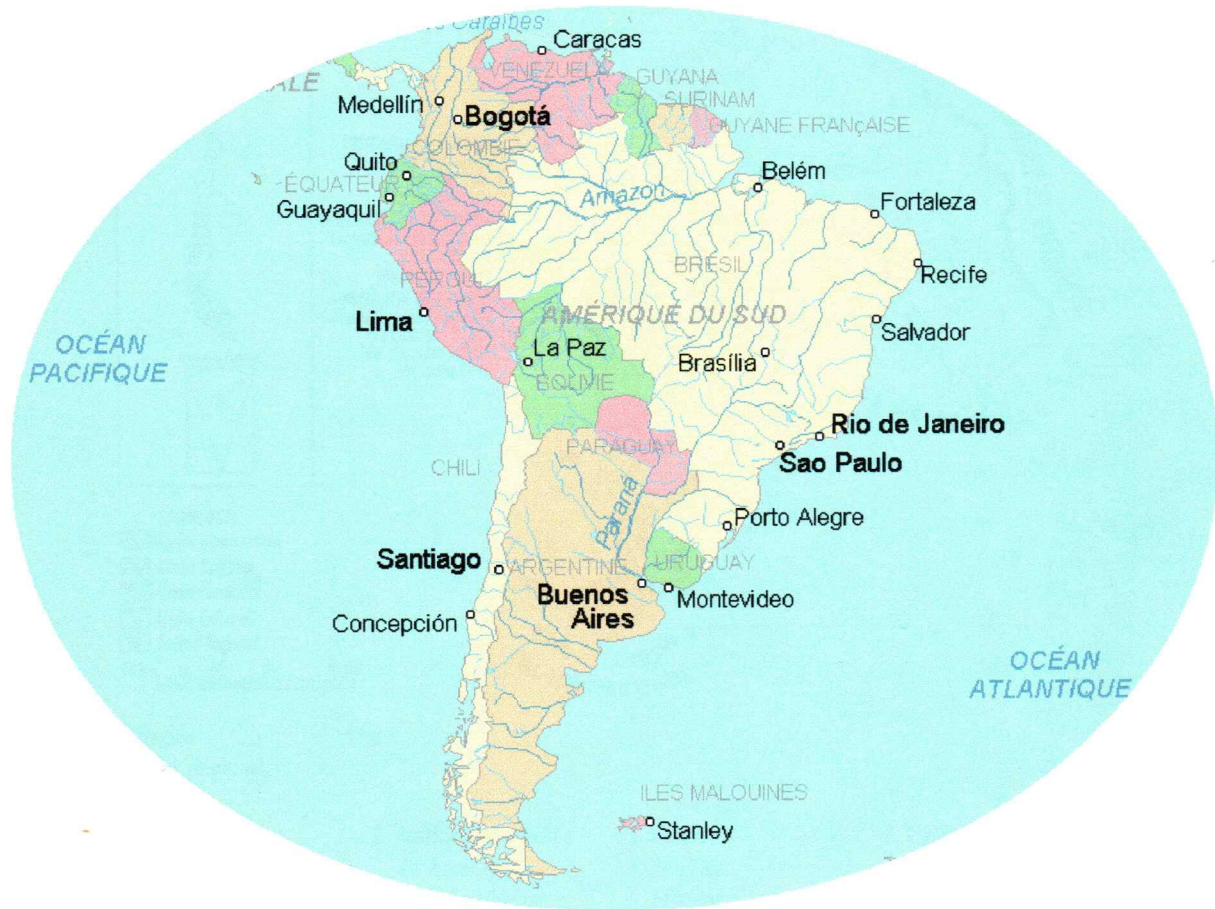 Caraïbes
Caracas
VENEZUELA
GUYANA
ALE
SURINAM
Medellín
Bogotá
GUYANE FRANçAISE
COLOMBIE
Quito
Belém
ÉQUATEUR
Amazon
Guayaquil
Fortaleza
BRÉSIL
Recife
PÉROU
AMÉRIQUE DU SUD
Lima
Salvador
OCÉAN
PACIFIQUE
La Paz
Brasília
BOLIVIE
Rio de Janeiro
PARAGUAY
Sao Paulo
CHILI
Paraná
Porto Alegre
Santiago
ARGENTINE
URUGUAY
Buenos
Aires
Montevideo
Concepción
OCÉAN
ATLANTIQUE
ILES MALOUINES
Stanley